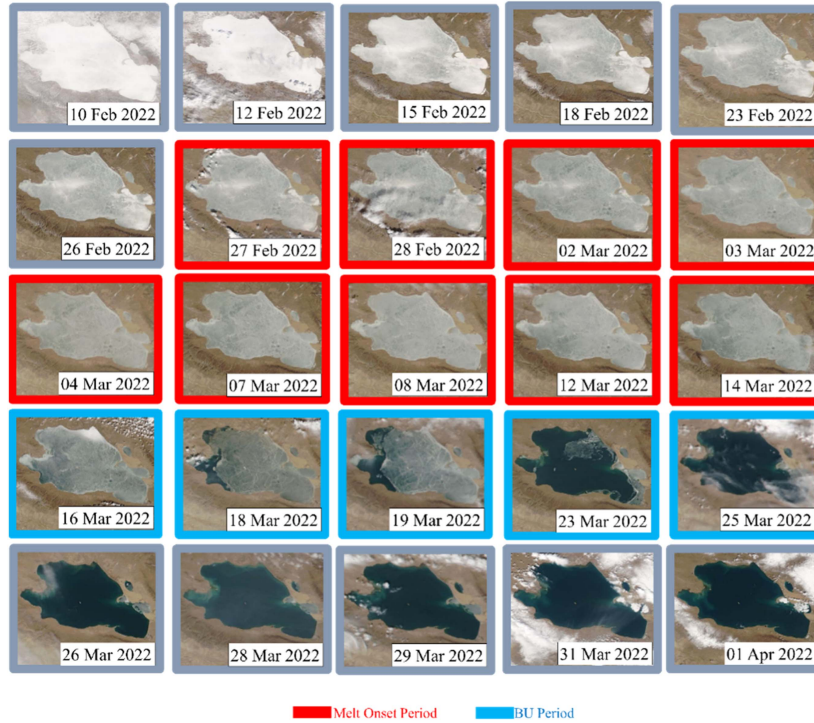 10 Feb 2022 12 Feb 2022 15 Feb 2022 18 Feb 2022 23 Feb 2022
26 Feb 2022 27 Feb 2022 28 Feb 2022 02 Mar 2022 03 Mar 2022
04 Mar 2022 07 Mar 2022 08 Mar 2022 12 Mar 2022 14 Mar 2022
16 Mar 2022 18 Mar 2022 19 Mar 2022 23 Mar 2022 25 Mar 2022
26 Mar 2022 28 Mar 2022 29 Mar 2022 31 Mar 2022 01 Apr 2022
Melt Onset Period BU Period